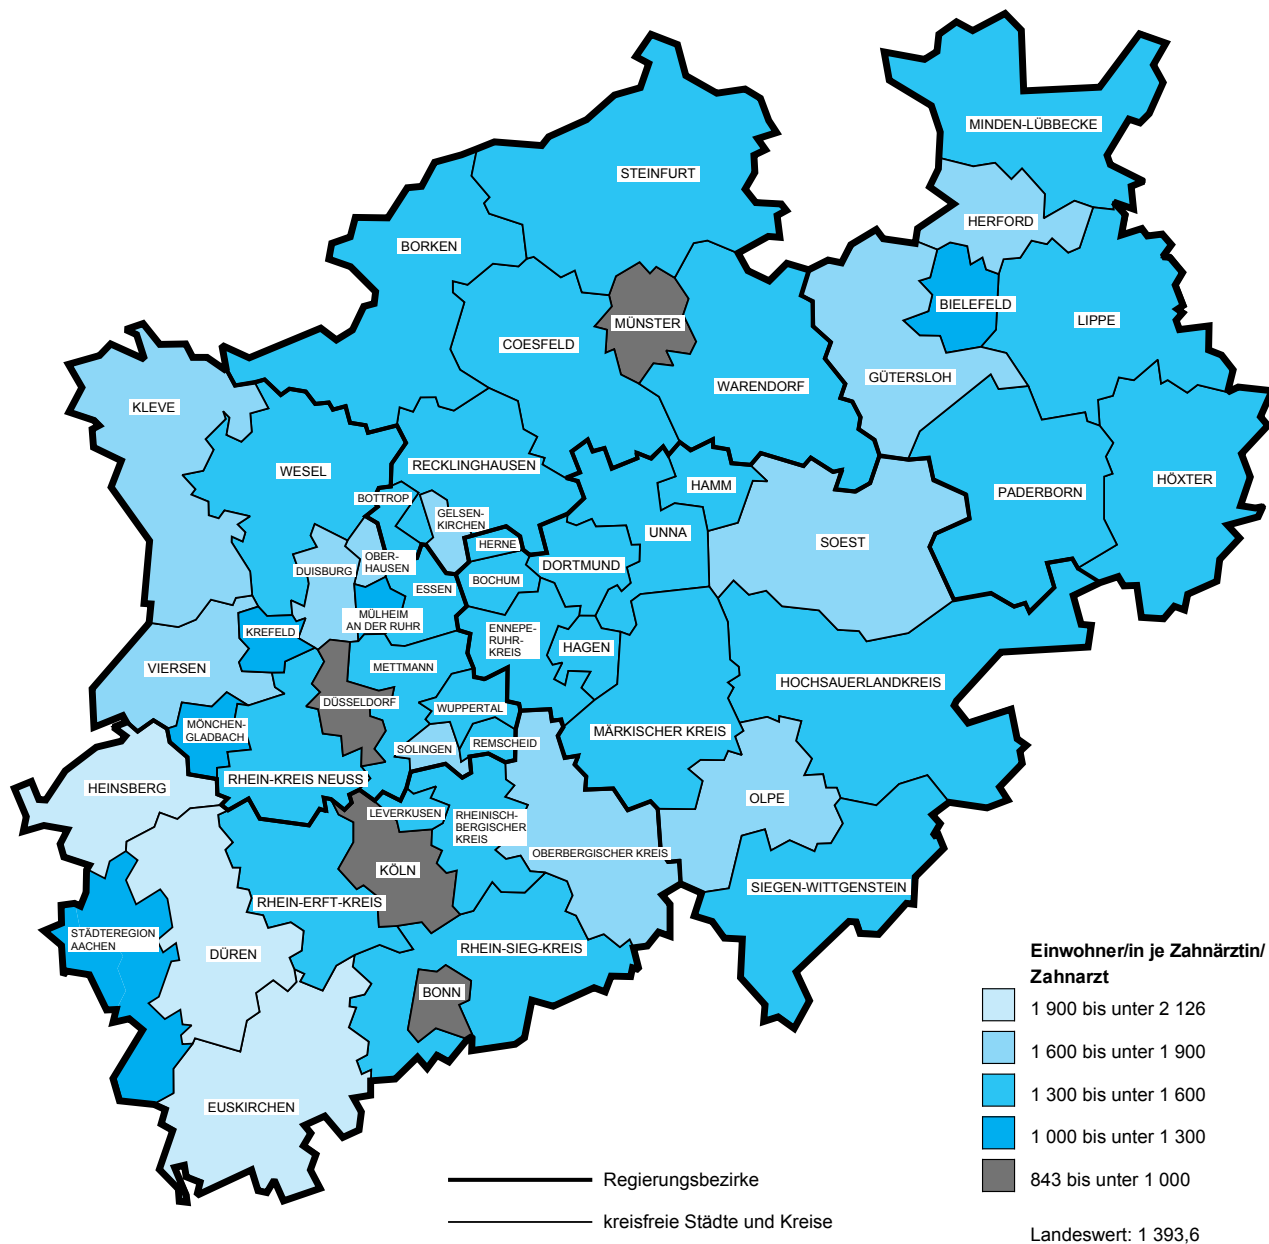 MINDEN-LÜBBECKE
STEINFURT
HERFORD
BORKEN
BIELEFELD
LIPPE
MÜNSTER
COESFELD
GÜTERSLOH
WARENDORF
KLEVE
RECKLINGHAUSEN
WESEL
HAMM
HÖXTER
PADERBORN
BOTTROP
GELSEN-
KIRCHEN
UNNA
SOEST
HERNE
OBER-
HAUSEN
DORTMUND
DUISBURG
BOCHUM
ESSEN
MÜLHEIM
AN DER RUHR
KREFELD
ENNEPE-
RUHR-
KREIS
HAGEN
VIERSEN
METTMANN
HOCHSAUERLANDKREIS
DÜSSELDORF
WUPPERTAL
MÖNCHEN-
GLADBACH
MÄRKISCHER KREIS
REMSCHEID
SOLINGEN
RHEIN-KREIS NEUSS
HEINSBERG
OLPE
LEVERKUSEN
RHEINISCH-
BERGISCHER
KREIS
OBERBERGISCHER KREIS
KÖLN
SIEGEN-WITTGENSTEIN
RHEIN-ERFT-KREIS
STÄDTEREGION
AACHEN
RHEIN-SIEG-KREIS
DÜREN
BONN
EUSKIRCHEN
Einwohner/in je Zahnärztin/
Zahnarzt
1 900 bis unter 2 126
1 600 bis unter 1 900
1 300 bis unter 1 600
1 000 bis unter 1 300
843 bis unter 1 000
Landeswert: 1 393,6
Regierungsbezirke
kreisfreie Städte und Kreise